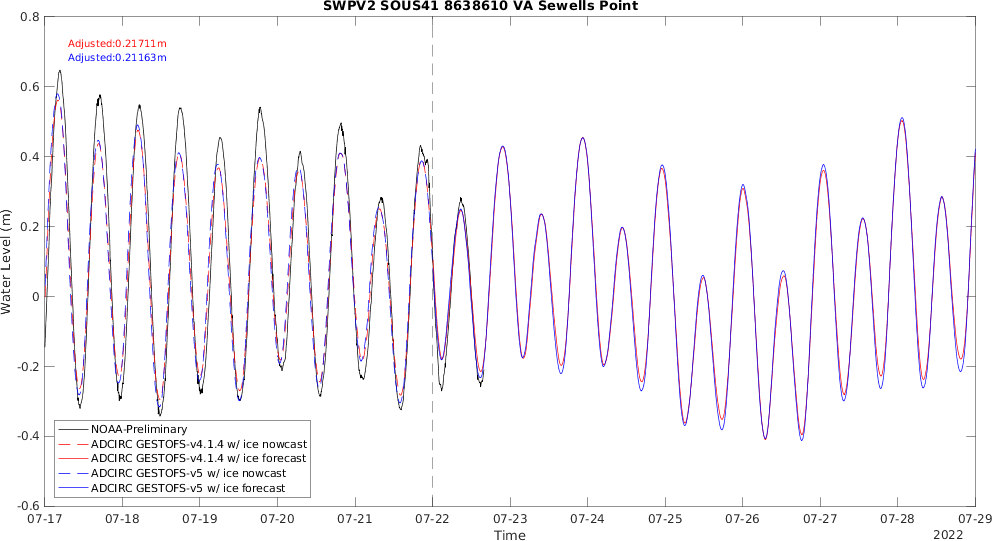 SWPV2 SOUS41 8638610 VA Sewells Point
Adjusted:0.21711m
Adjusted:0.21163m
0.8
0.6
0.4
0.2
0
-0.2
-0.4
-0.6
Water Level (m)
NOAA-Preliminary
ADCIRC GESTOFS-v4.1.4 w/ ice nowcast
ADCIRC GESTOFS-v4.1.4 w/ ice forecast
ADCIRC GESTOFS-v5 w/ ice nowcast
ADCIRC GESTOFS-v5 w/ ice forecast
07-17 07-18 07-19 07-20 07-21 07-22 07-23 07-24 07-25 07-26 07-27 07-28 07-29
Time
2022